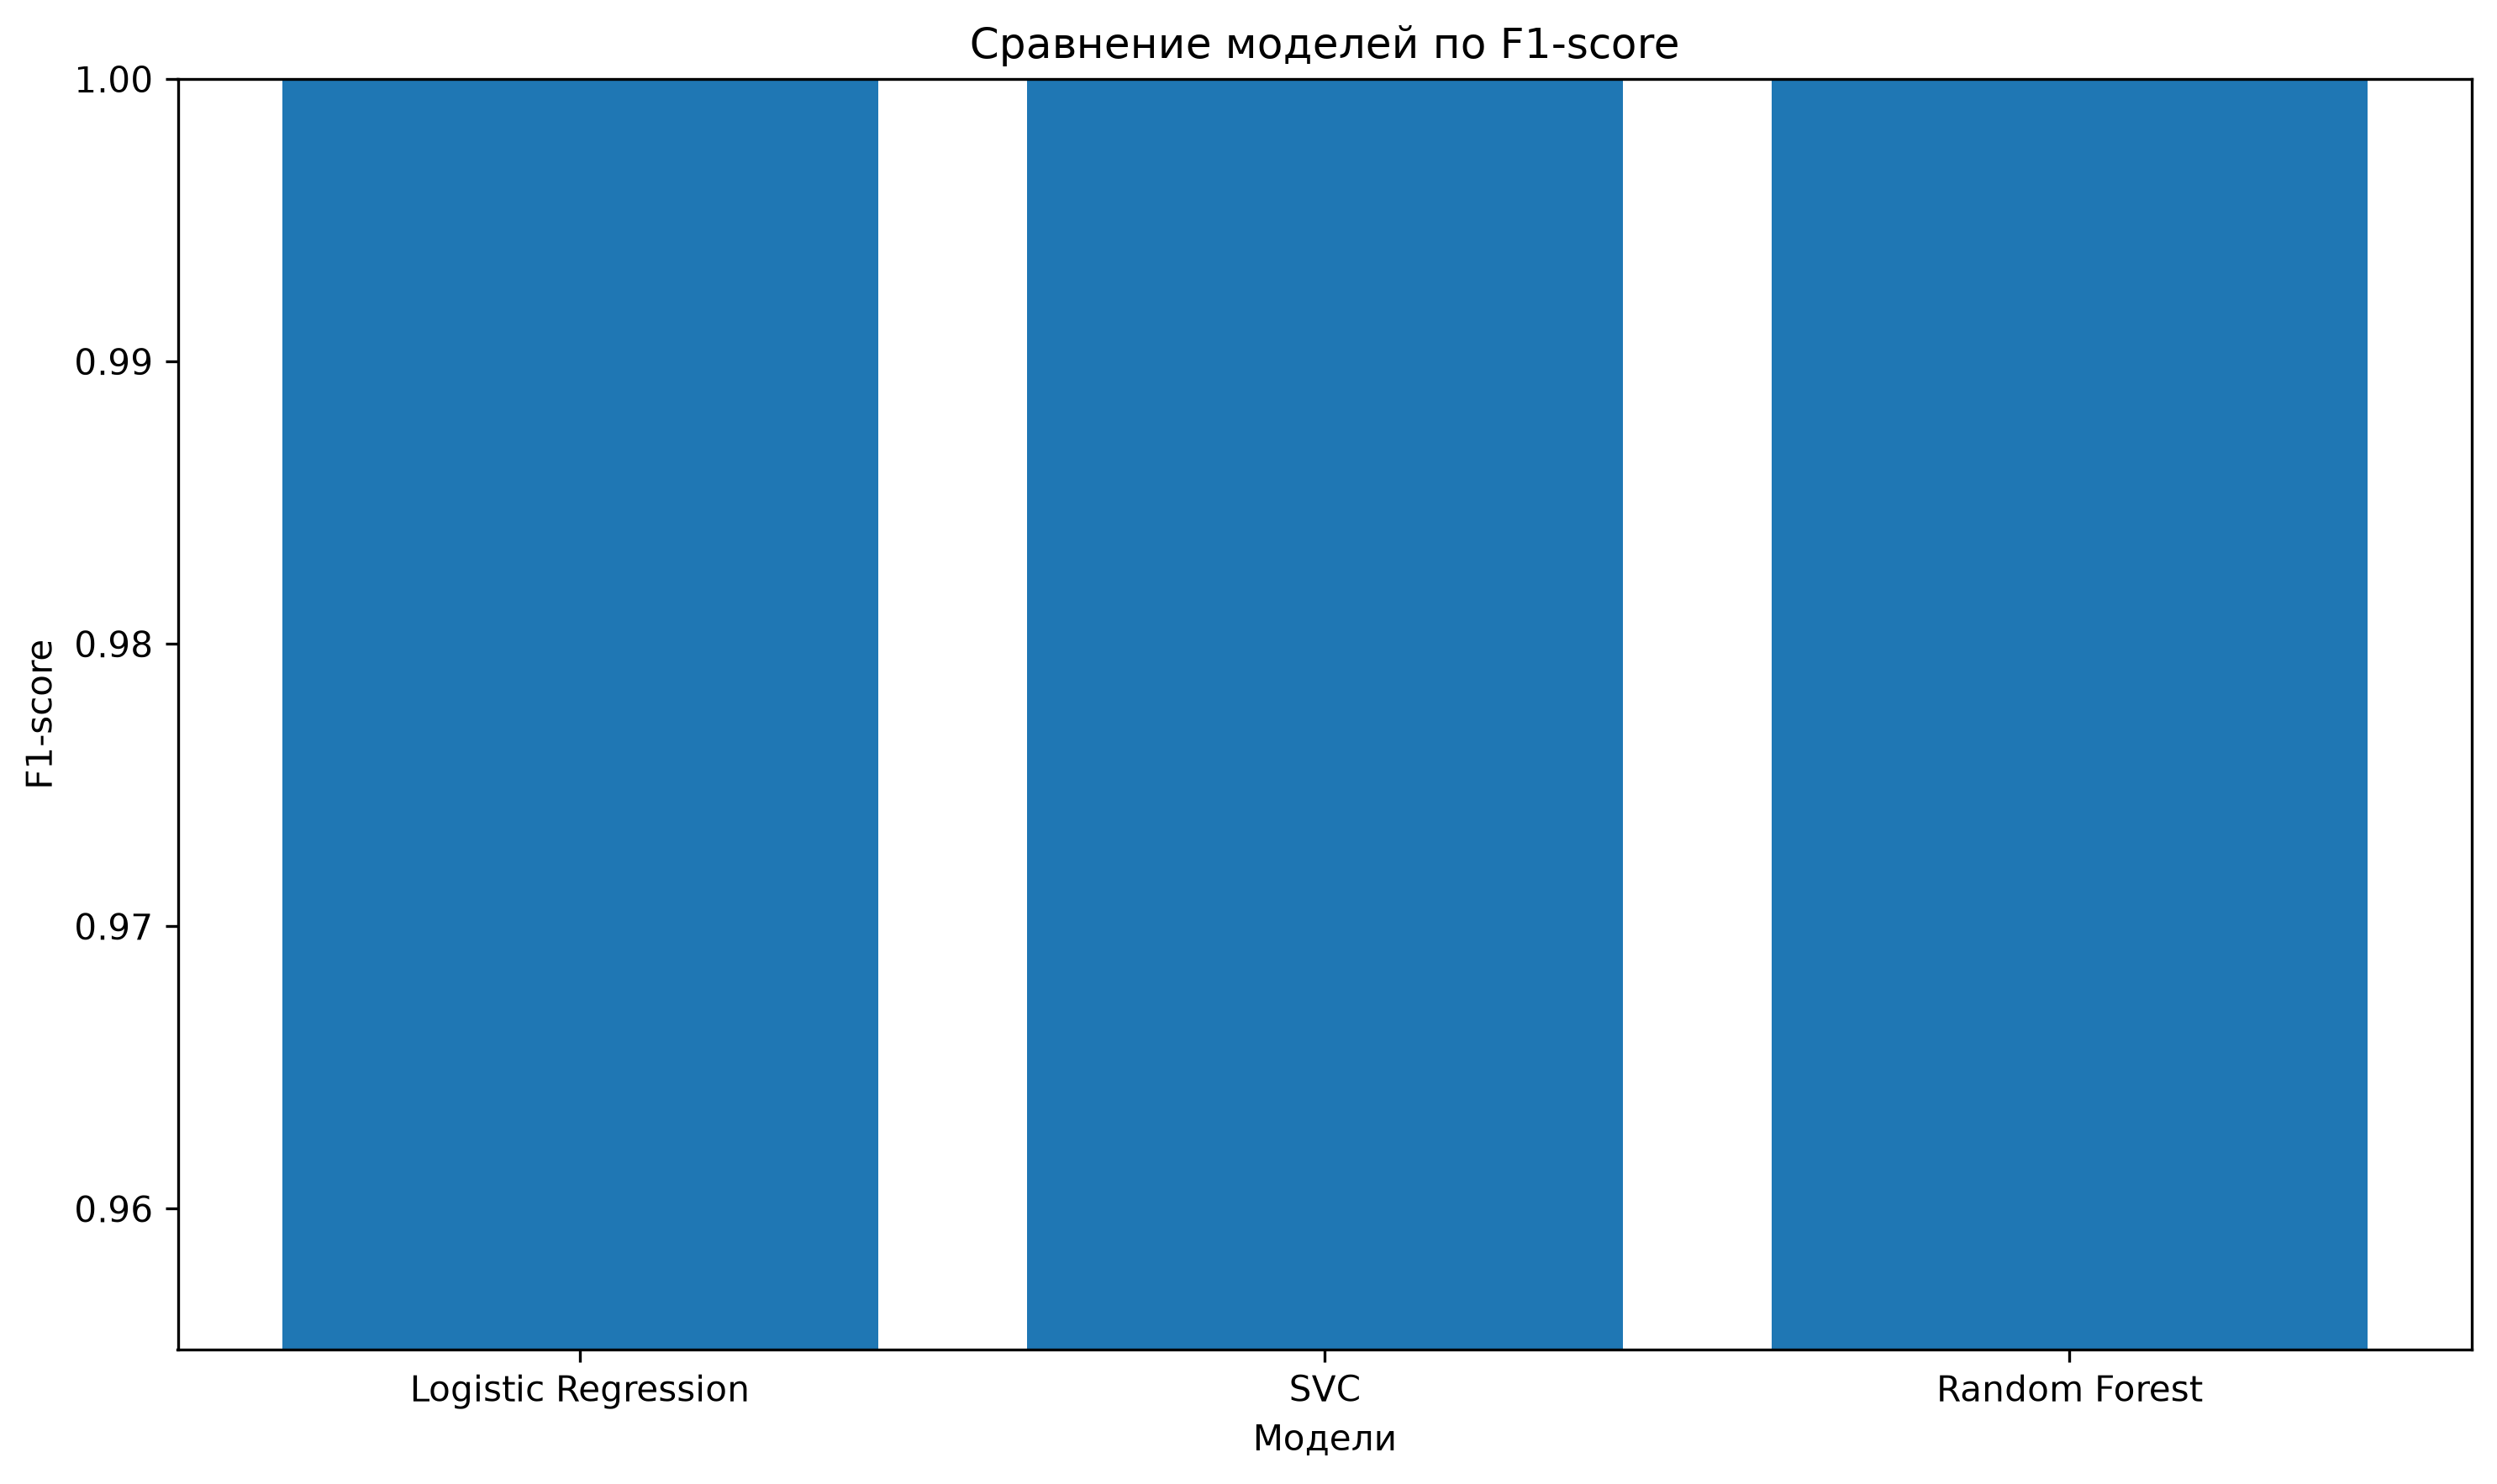 Сравнение моделей по F1-score
1.00
0.99
0.98
0.97
0.96
F1-score
Logistic Regression
SVC
Random Forest
Модели